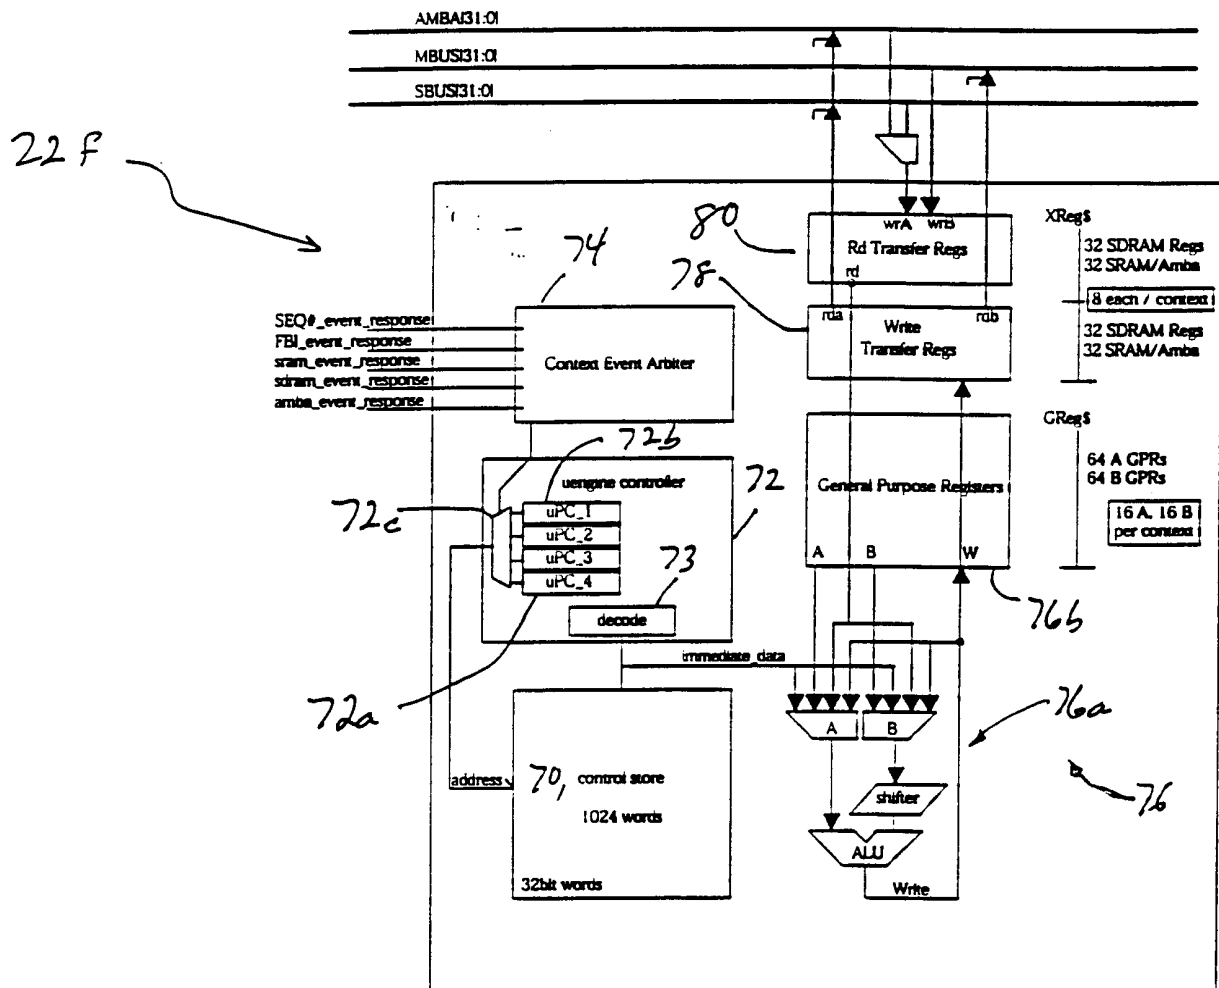 AMBA[31:0]
MBUS[31:0]
SBUS[31:0]
22f
80
wrA wrB
Rd Transfer Regs
rd
XRegs
32 SDRAM Regs
32 SRAM/Amba
8 each / context
32 SDRAM Regs
32 SRAM/Amba
74
78
rda
rdb
Write
Transfer Regs
SEQ#_event_response
FBI_event_response
sram_event_response
sdram_event_response
amba_event_response
Context Event Arbiter
72b
GRegs
64 A GPRs
64 B GPRs
16 A, 16 B
per context
General Purpose Registers
A B W
76b
uengine controller
72
72c
uPC_1
uPC_2
uPC_3
uPC_4
73
decode
72a
immediate_data
A B
76a
76
shifter
ALU
Write
address
70, control store
1024 words
32bit words